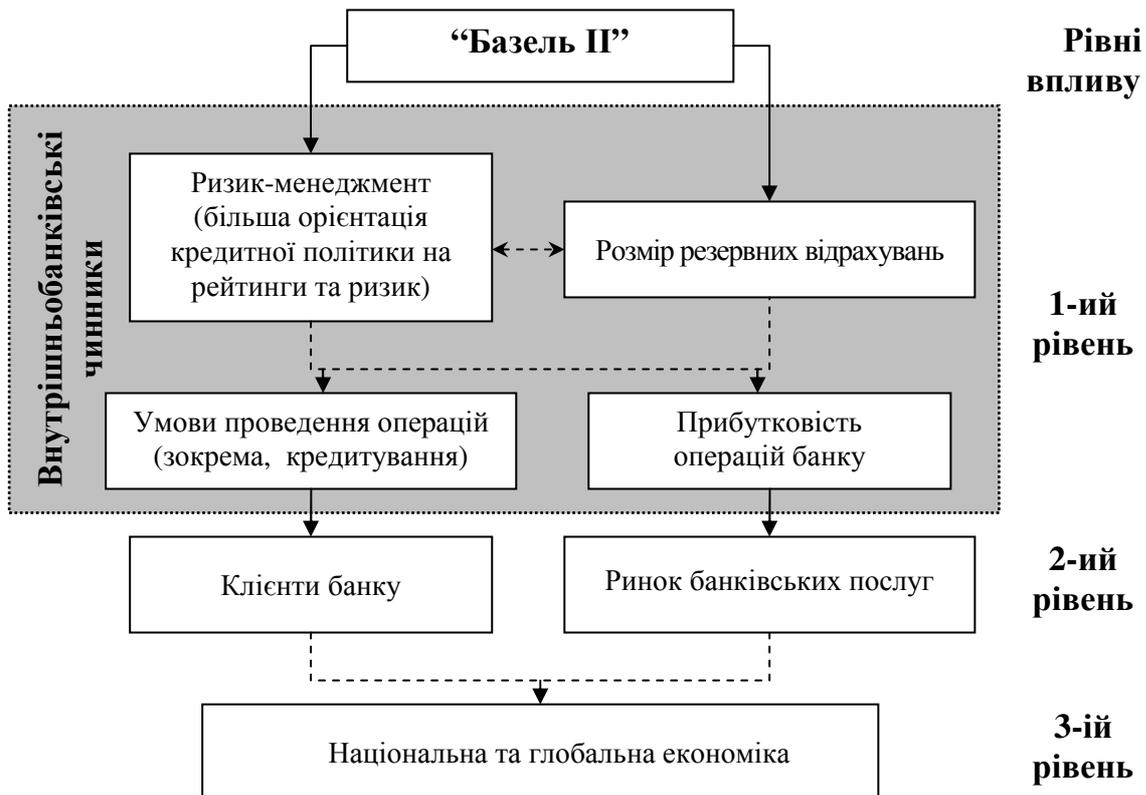 “Базель II”
Рівні
впливу
Внутрішньобанківські
чинники
Ризик-менеджмент
(більша орієнтація
кредитної політики на
рейтинги та ризик)
Розмір резервних відрахувань
1-ий
рівень
Умови проведення операцій
(зокрема, кредитування)
Прибутковість
операцій банку
Клієнти банку
Ринок банківських послуг
2-ий
рівень
Національна та глобальна економіка
3-ій
рівень